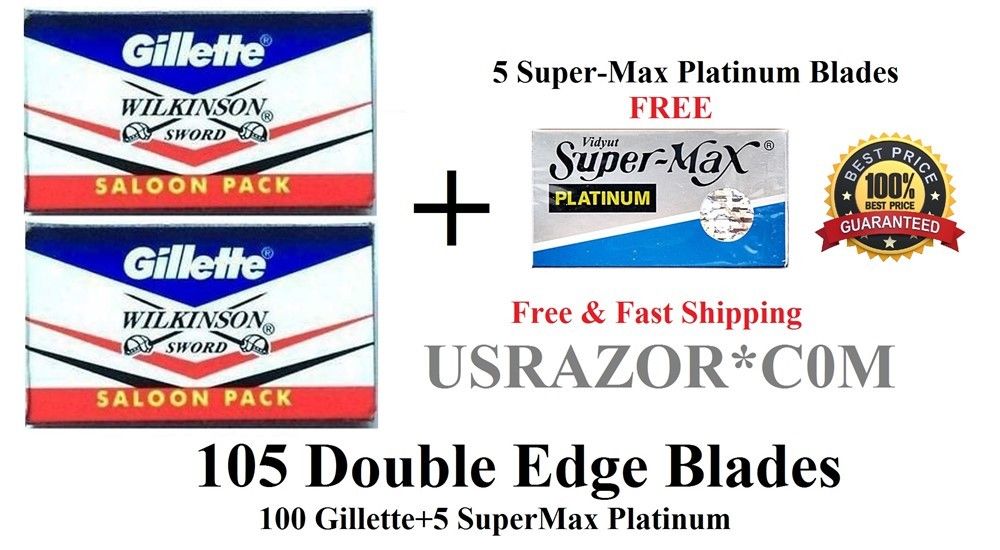 Gillette®
WILKINSON®
SWORD
SALOON PACK
Gillette®
WILKINSON®
SWORD
SALOON PACK
+
5 Super-Max Platinum Blades
FREE
Vidyut
Super-Max®
PLATINUM
BEST PRICE
100%
BEST PRICE
GUARANTEED
Free & Fast Shipping
USRAZOR*C0M
105 Double Edge Blades
100 Gillette+5 SuperMax Platinum